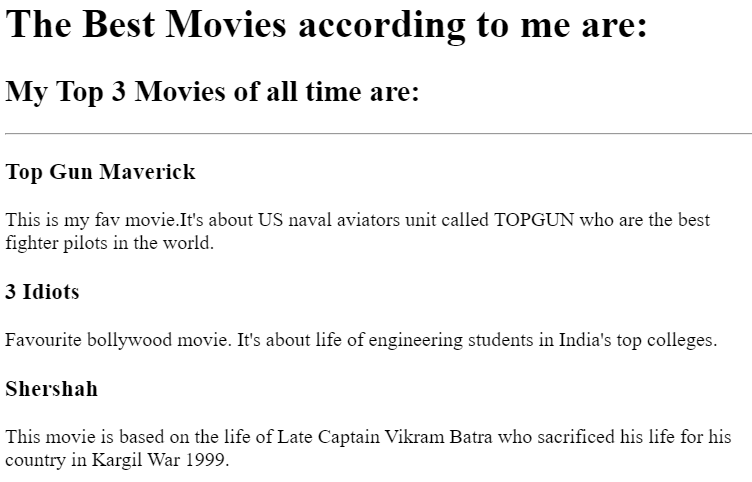 The Best Movies according to me are:
My Top 3 Movies of all time are:
Top Gun Maverick
This is my fav movie.It's about US naval aviators unit called TOPGUN who are the best
fighter pilots in the world.
3 Idiots
Favourite bollywood movie. It's about life of engineering students in India's top colleges.
Shershah
This movie is based on the life of Late Captain Vikram Batra who sacrificed his life for his
country in Kargil War 1999.